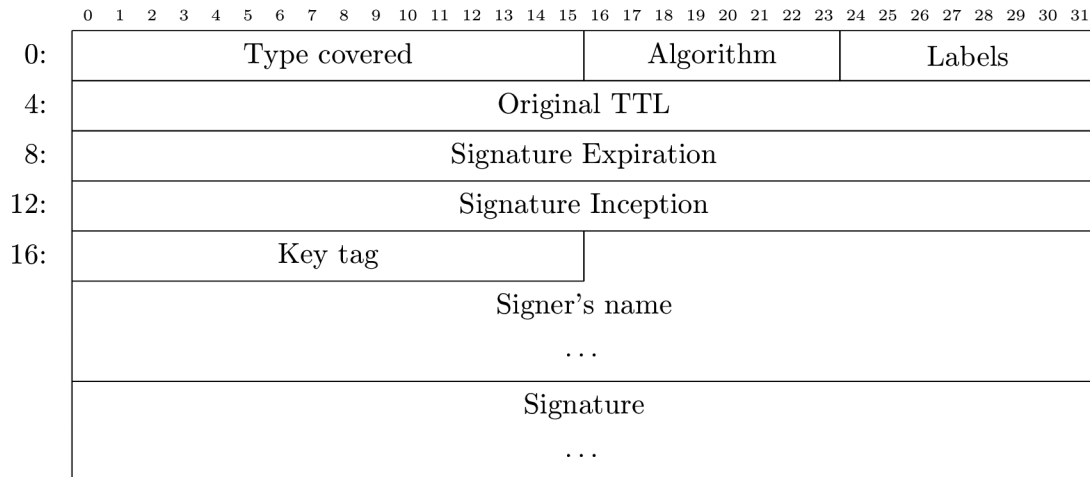 0 1 2 3 4 5 6 7 8 9 10 11 12 13 14 15 16 17 18 19 20 21 22 23 24 25 26 27 28 29 30 31
0: Type covered Algorithm Labels
4: Original TTL
8: Signature Expiration
12: Signature Inception
16: Key tag
Signer's name
...
Signature
...